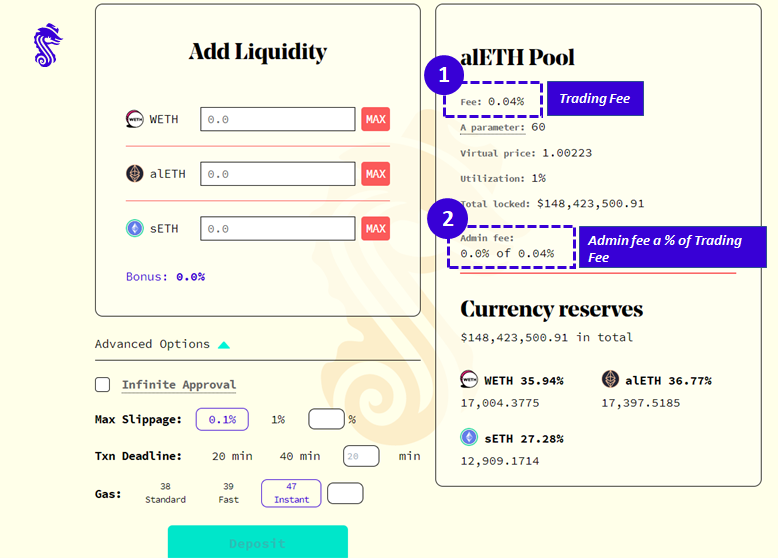 Add Liquidity
WETH
0.0
MAX
alETH
0.0
MAX
sETH
0.0
MAX
Bonus: 0.0%
Advanced Options
Infinite Approval
Max Slippage: 0.1% 1% %
Txn Deadline: 20 min 40 min 20 min
Gas: 38 Standard 39 Fast 47 Instant
Deposit
alETH Pool
1
Fee: 0.04%
Trading Fee
A parameter: 60
Virtual price: 1.00223
Utilization: 1%
Total locked: $148,423,500.91
2
Admin fee:
0.0% of 0.04%
Admin fee a % of Trading
Fee
Currency reserves
$148,423,500.91 in total
WETH
WETH 35.94%
17,004.3775
alETH 36.77%
17,397.5185
sETH 27.28%
12,909.1714